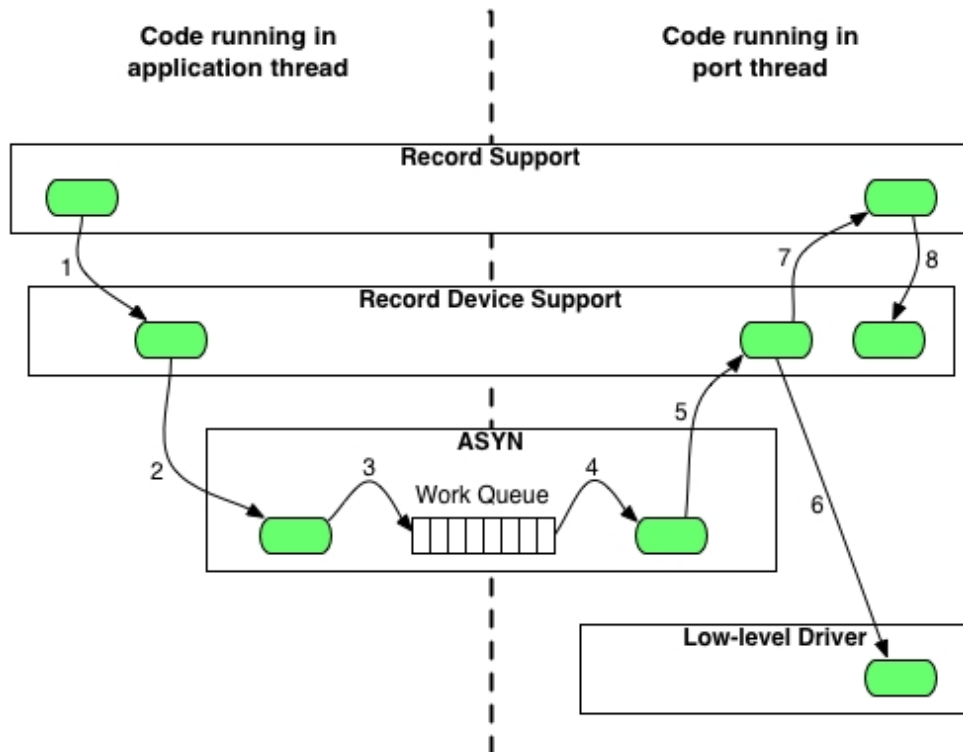 Code running in
application thread
Code running in
port thread
Record Support
1
7
8
Record Device Support
2
5
6
ASYN
3
4
Work Queue
Low-level Driver